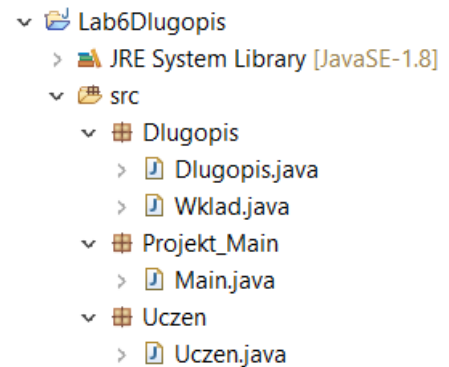 Lab6Dlugopis
JRE System Library [JavaSE-1.8]
src
Dlugopis
Dlugopis.java
Wklad.java
Projekt_Main
Main.java
Uczen
Uczen.java